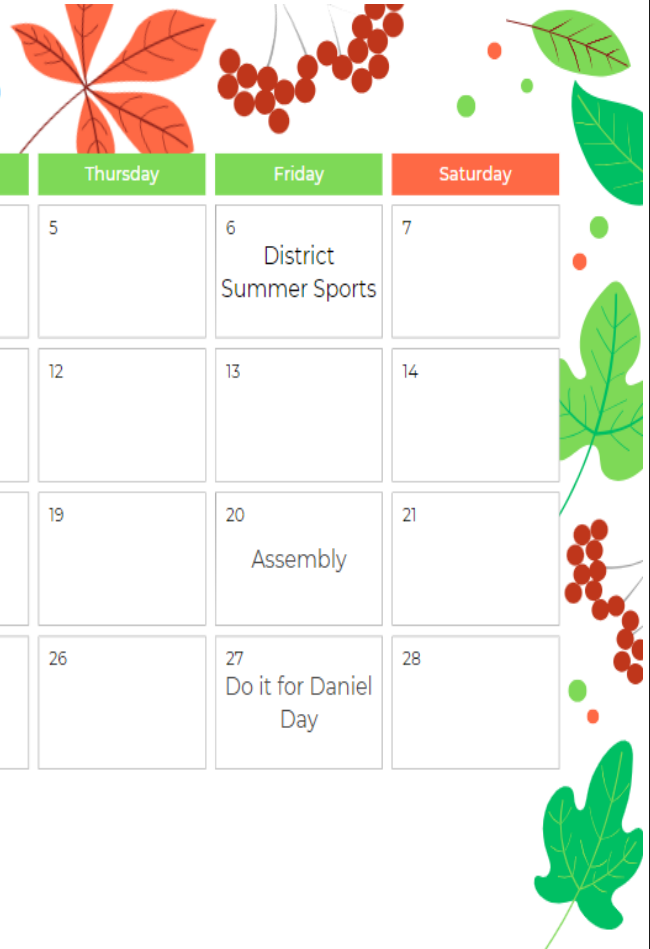 Thursday Friday Saturday
5 6 7
District
Summer Sports
12 13 14
19 20 21
Assembly
26 27 28
Do it for Daniel
Day